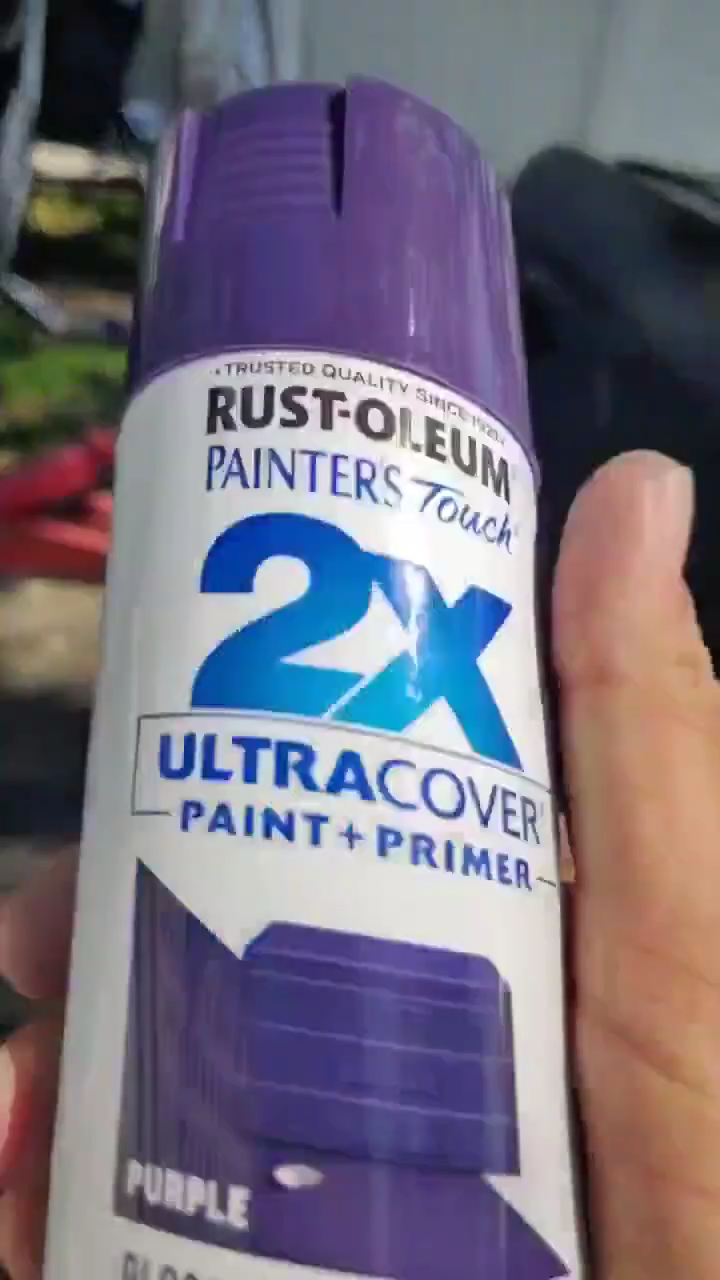 TRUSTED QUALITY SINCE 1921
RUST-OLEUM
PAINTER'S Touch
2X
ULTRACOVER
PAINT + PRIMER
PURPLE